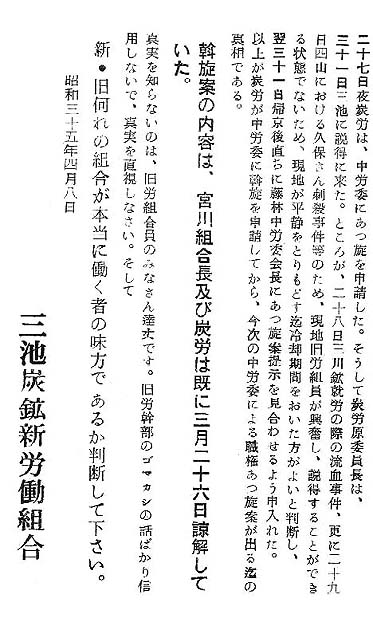 二十七日夜炭労は、中労委にあつ旋を申請した。そうして炭労原委員長は、
三十一日三池に説得に来た。ところが、二十八日三川鉱就労の際の流血事件、更に二十九
日四山における久保さん刺殺事件等のため、現地旧労組員が興奮し、説得することができ
る状態でないため、現地が平静をとりもどす迄冷却期間をおいた方がよいと判断し、
翌三十一日帰京後直らに藤林中労委会長にあつ旋案提示を見合わせるよう申入れた。
以上が炭労が中労委に斡旋を申請してから、今次の中労委による職権あつ旋案が出る迄の
真相である。
斡旋案の内容は、宮川組合長及び炭労は既に三月二十六日諒解して
いた。
真実を知らないのは、旧労組合員のみなさん達丈です。旧労幹部のゴマカシの話ばかり信
用しないで、真実を直視しなさい。そして
新・旧何れの組合が本当に働く者の味方であるか判断して下さい。
昭和三十五年四月八日
三池炭鉱新労働組合